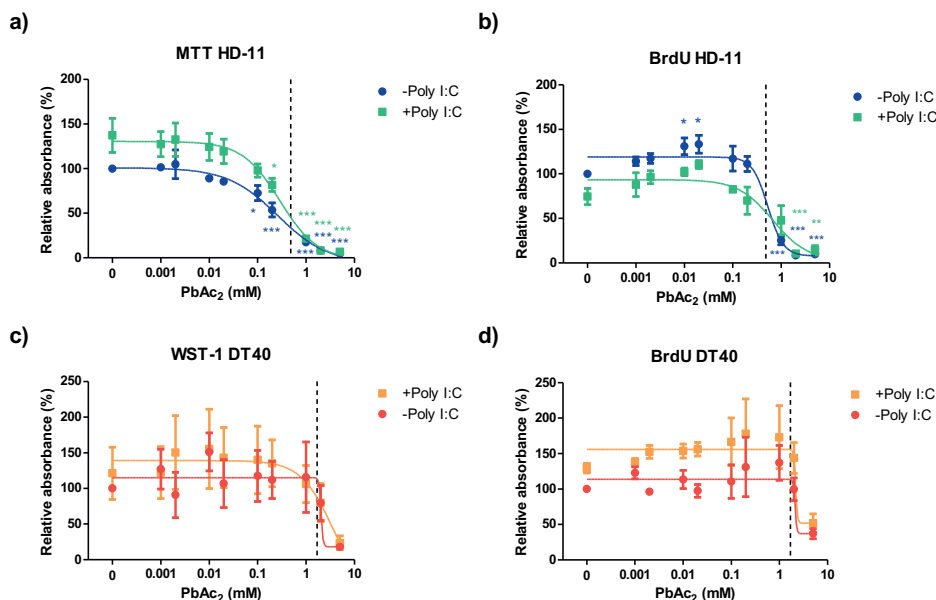 a)
MTT HD-11
Relative absorbance (%)
200
150
100
50
0
0
0.001
0.01
0.1
1
10
PbAc2 (mM)
-Poly I:C
+Poly I:C
*
*
***
***
***
***
***
***
***
b)
BrdU HD-11
Relative absorbance (%)
200
150
100
50
0
0
0.001
0.01
0.1
1
10
PbAc2 (mM)
-Poly I:C
+Poly I:C
*
*
***
**
***
***
***
c)
WST-1 DT40
Relative absorbance (%)
250
200
150
100
50
0
0
0.001
0.01
0.1
1
10
PbAc2 (mM)
+Poly I:C
-Poly I:C
d)
BrdU DT40
Relative absorbance (%)
250
200
150
100
50
0
0
0.001
0.01
0.1
1
10
PbAc2 (mM)
+Poly I:C
-Poly I:C